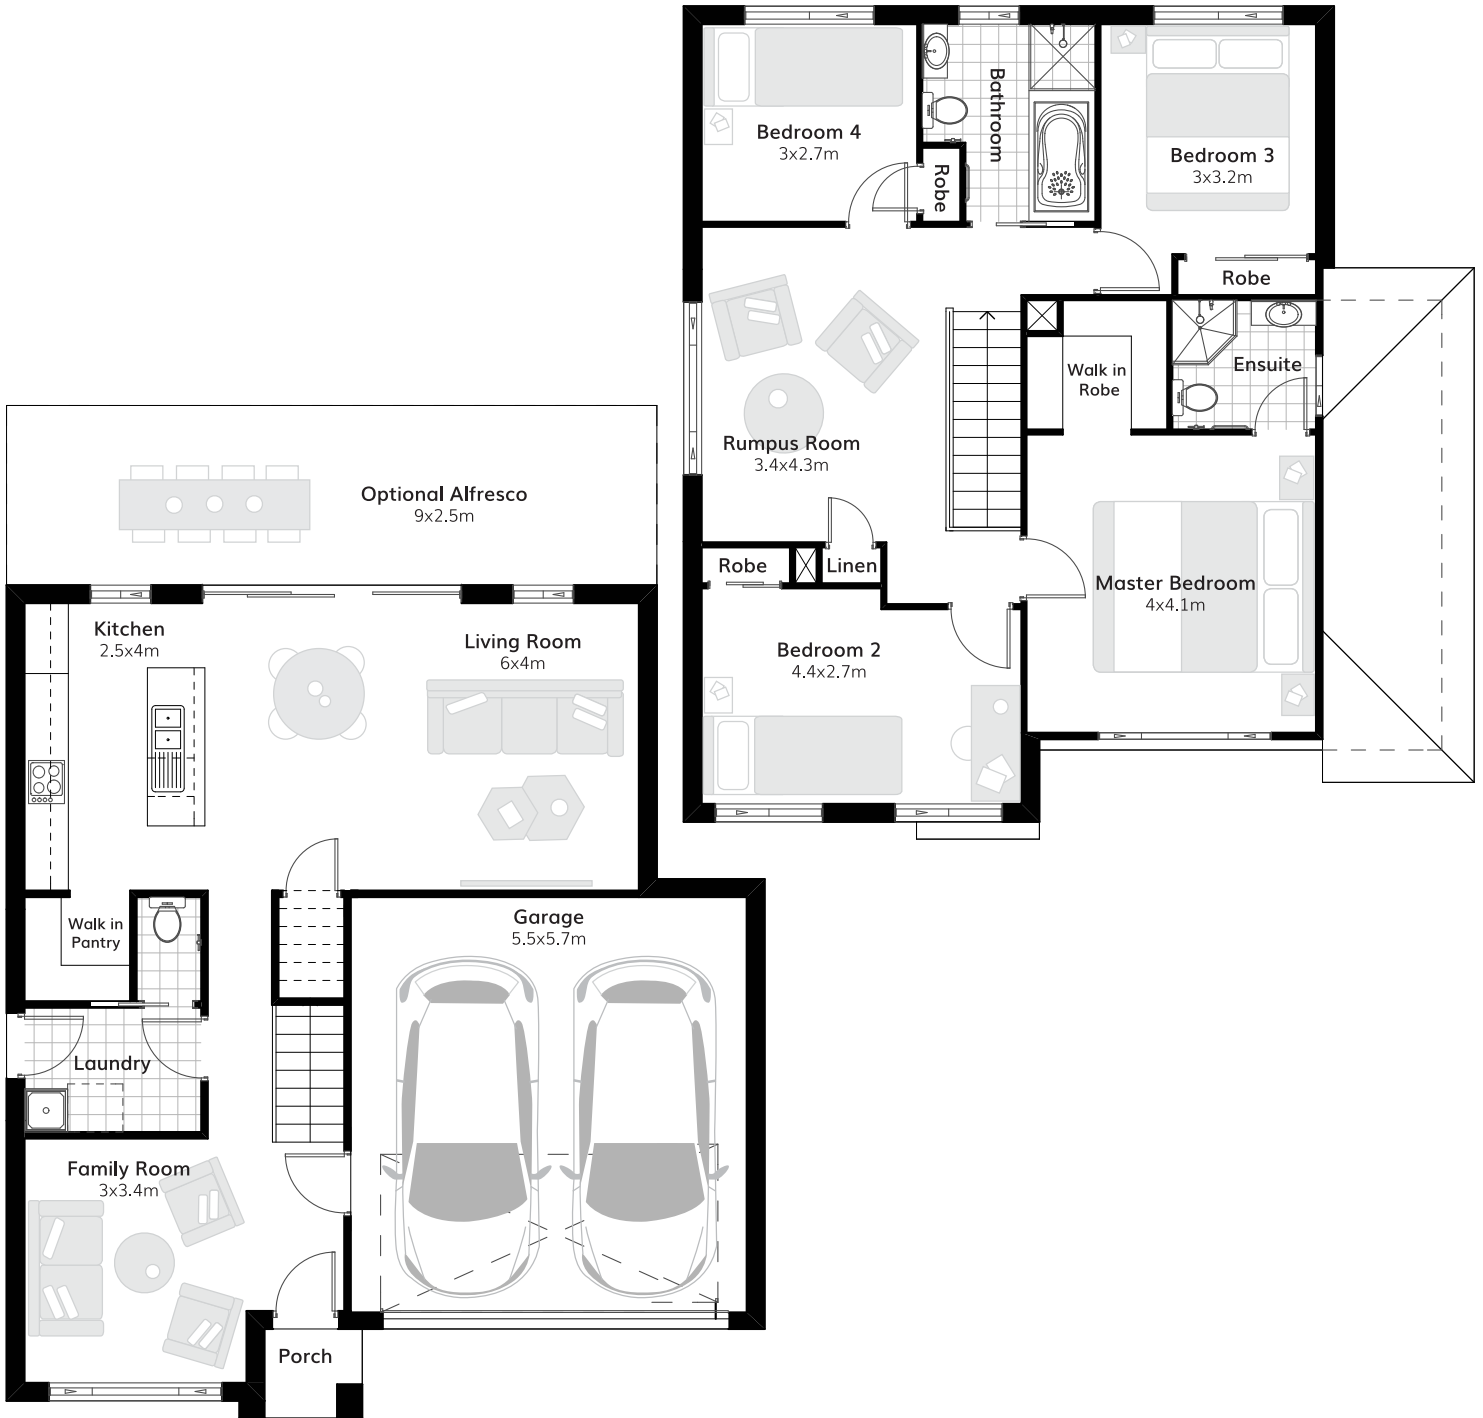 Bedroom 4
3x2.7m
Bathroom
Robe
Bedroom 3
3x3.2m
Robe
Walk in
Robe
Ensuite
Rumpus Room
3.4x4.3m
Robe
Linen
Master Bedroom
4x4.1m
Bedroom 2
4.4x2.7m
Optional Alfresco
9x2.5m
Kitchen
2.5x4m
Living Room
6x4m
Walk in
Pantry
Garage
5.5x5.7m
Laundry
Family Room
3x3.4m
Porch